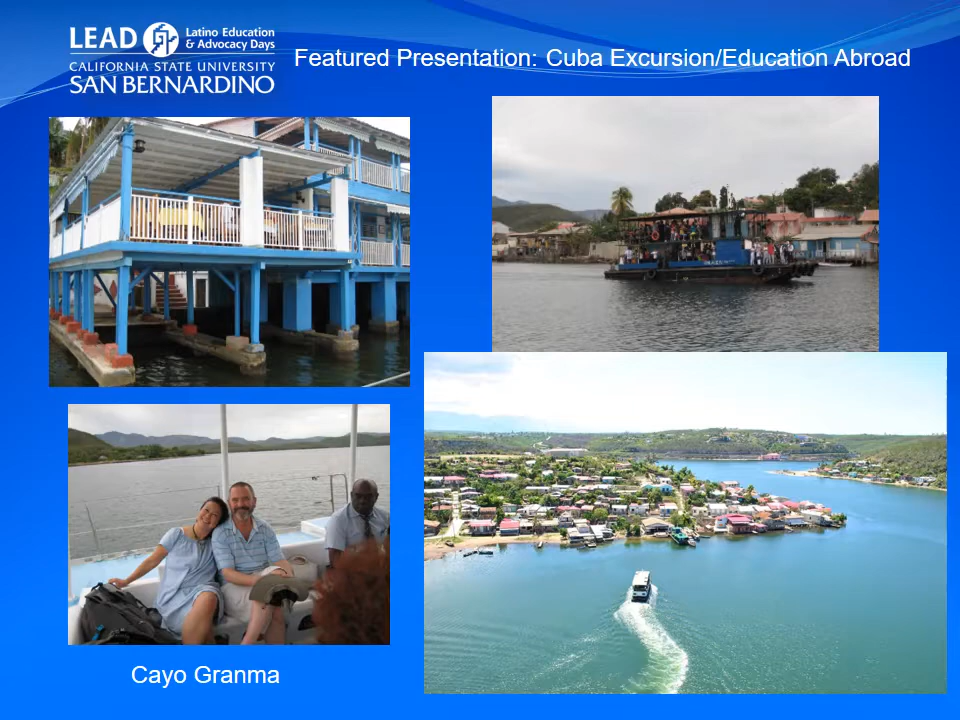 LEAD
Latino Education
& Advocacy Days
CALIFORNIA STATE UNIVERSITY
SAN BERNARDINO
Featured Presentation: Cuba Excursion/Education Abroad
Cayo Granma